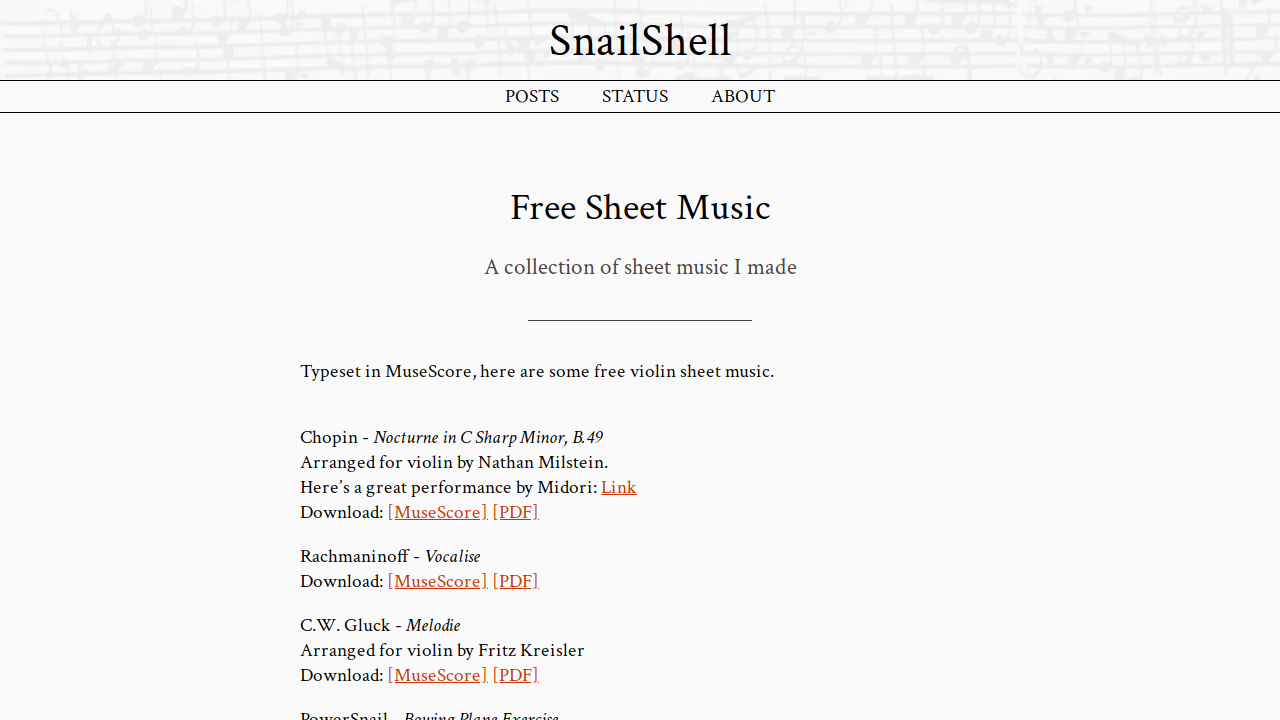 SnailShell
POSTS STATUS ABOUT
Free Sheet Music
A collection of sheet music I made
Typeset in MuseScore, here are some free violin sheet music.
Chopin - Nocturne in C Sharp Minor, B.49
Arranged for violin by Nathan Milstein.
Here's a great performance by Midori: Link
Download: [MuseScore] [PDF]
Rachmaninoff - Vocalise
Download: [MuseScore] [PDF]
C.W. Gluck - Melodie
Arranged for violin by Fritz Kreisler
Download: [MuseScore] [PDF]
PowerSnail - Bowing Plane Exercise